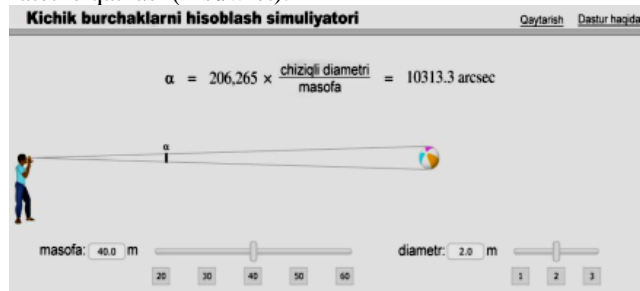 Kichik burchaklarni hisoblash simuliyatori Qaytarish Dastur haqida
α = 206,265 × chiziqli diametri / masofa = 10313.3 arcsec
α
masofa: 40.0 m diametr: 2.0 m
20 30 40 50 60 1 2 3